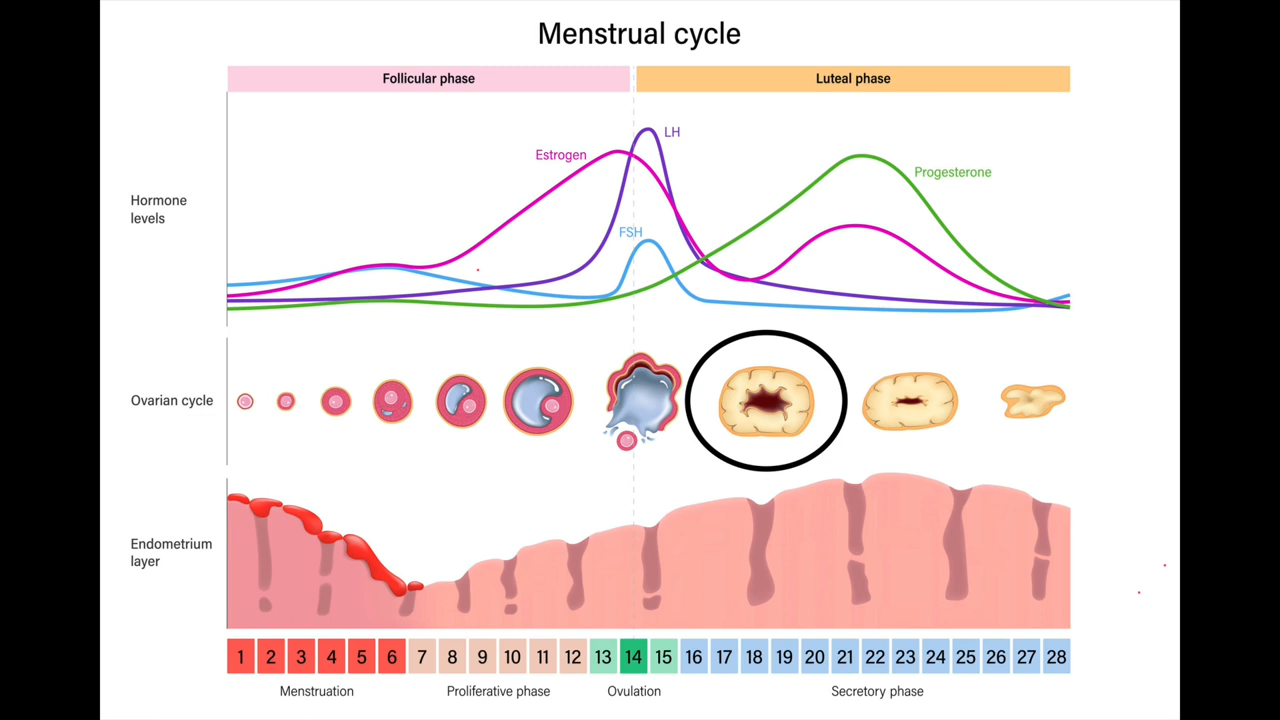 Menstrual cycle
Follicular phase
Luteal phase
Hormone
levels
Estrogen
LH
FSH
Progesterone
Ovarian cycle
Endometrium
layer
1 2 3 4 5 6 7 8 9 10 11 12 13 14 15 16 17 18 19 20 21 22 23 24 25 26 27 28
Menstruation
Proliferative phase
Ovulation
Secretory phase